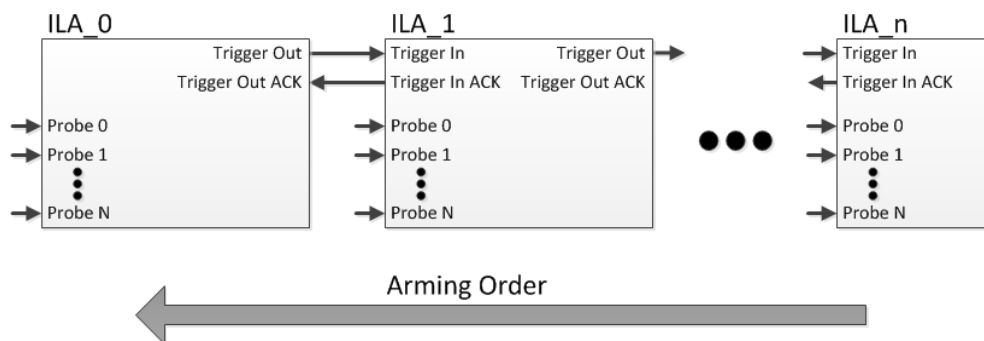 ILA_0
Trigger Out
Trigger Out ACK
Probe 0
Probe 1
Probe N
ILA_1
Trigger In
Trigger Out
Trigger In ACK
Trigger Out ACK
Probe 0
Probe 1
Probe N
ILA_n
Trigger In
Trigger In ACK
Probe 0
Probe 1
Probe N
Arming Order